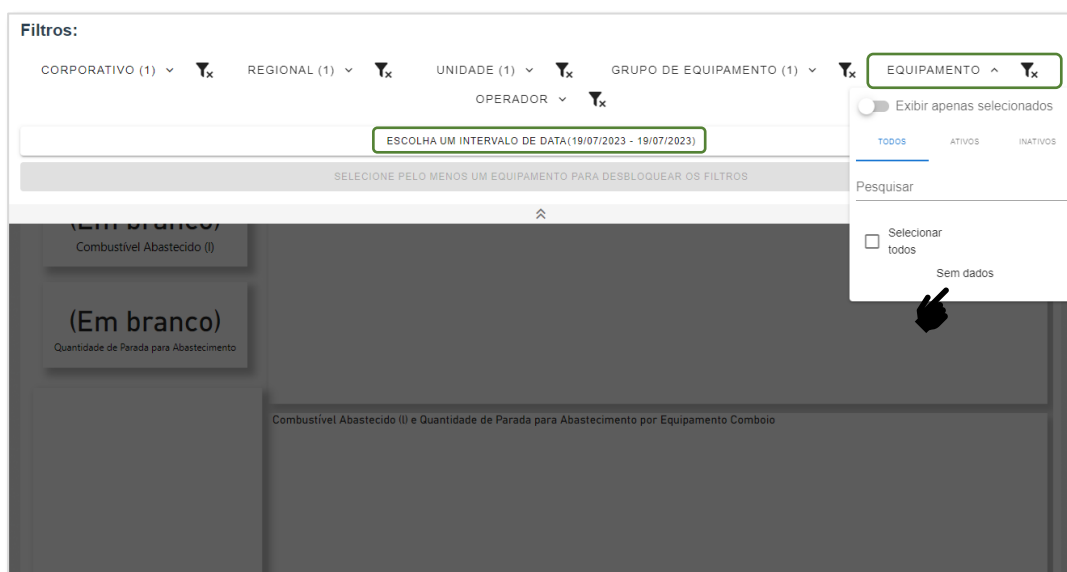 Filtros:
CORPORATIVO (1) REGIONAL (1) UNIDADE (1) GRUPO DE EQUIPAMENTO (1) EQUIPAMENTO
OPERADOR
Exibir apenas selecionados
ESCOLHA UM INTERVALO DE DATA(19/07/2023 - 19/07/2023)
TODOS ATIVOS INATIVOS
SELECIONE PELO MENOS UM EQUIPAMENTO PARA DESBLOQUEAR OS FILTROS
Pesquisar
Selecionar
todos
Sem dados
(Em branco)
Combustível Abastecido (l)
(Em branco)
Quantidade de Parada para Abastecimento
Combustível Abastecido (l) e Quantidade de Parada para Abastecimento por Equipamento Comboio